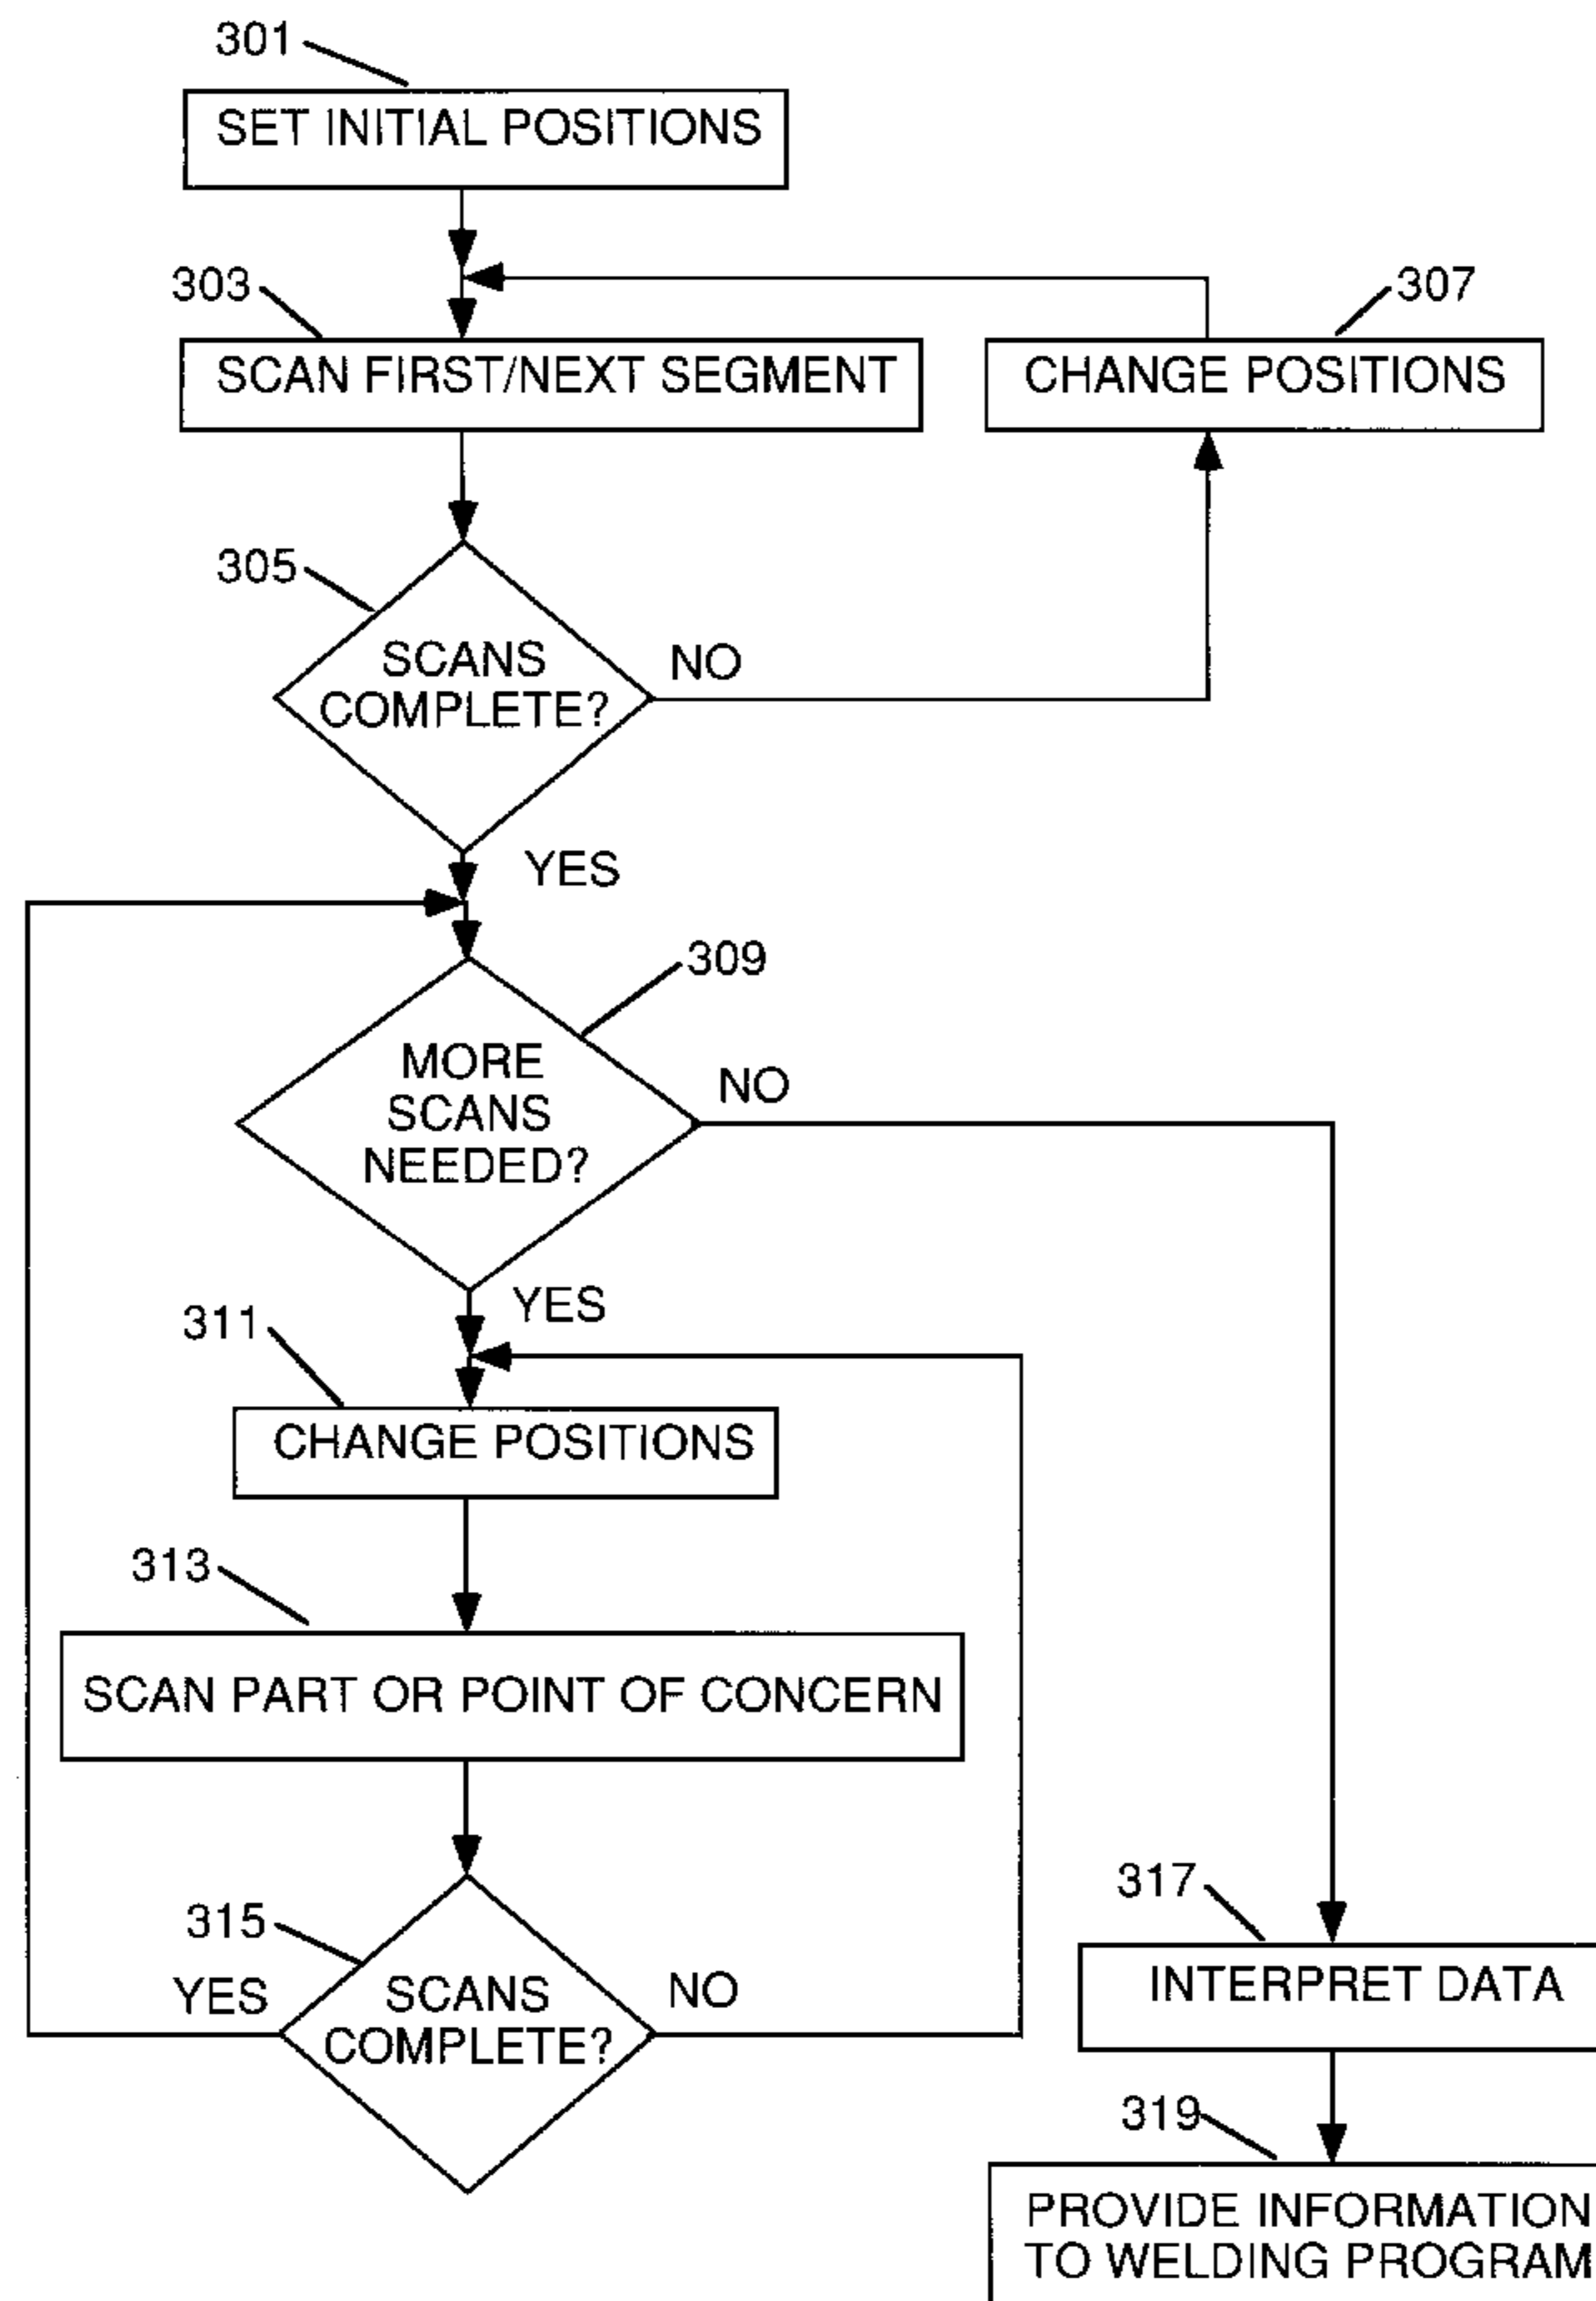 301
SET INITIAL POSITIONS
303
SCAN FIRST/NEXT SEGMENT
307
CHANGE POSITIONS
305
SCANS
COMPLETE?
NO
YES
309
MORE
SCANS
NEEDED?
NO
YES
311
CHANGE POSITIONS
313
SCAN PART OR POINT OF CONCERN
315
SCANS
COMPLETE?
YES
NO
317
INTERPRET DATA
319
PROVIDE INFORMATION
TO WELDING PROGRAM